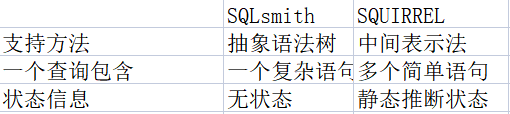 SQLsmith SQUIRREL
支持方法 抽象语法树 中间表示法
一个查询包含 一个复杂语句 多个简单语句
状态信息 无状态 静态推断状态